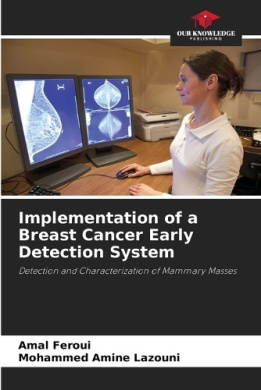 OUR KNOWLEDGE
PUBLISHING
Implementation of a
Breast Cancer Early
Detection System
Detection and Characterization of Mammary Masses
Amal Feroui
Mohammed Amine Lazouni